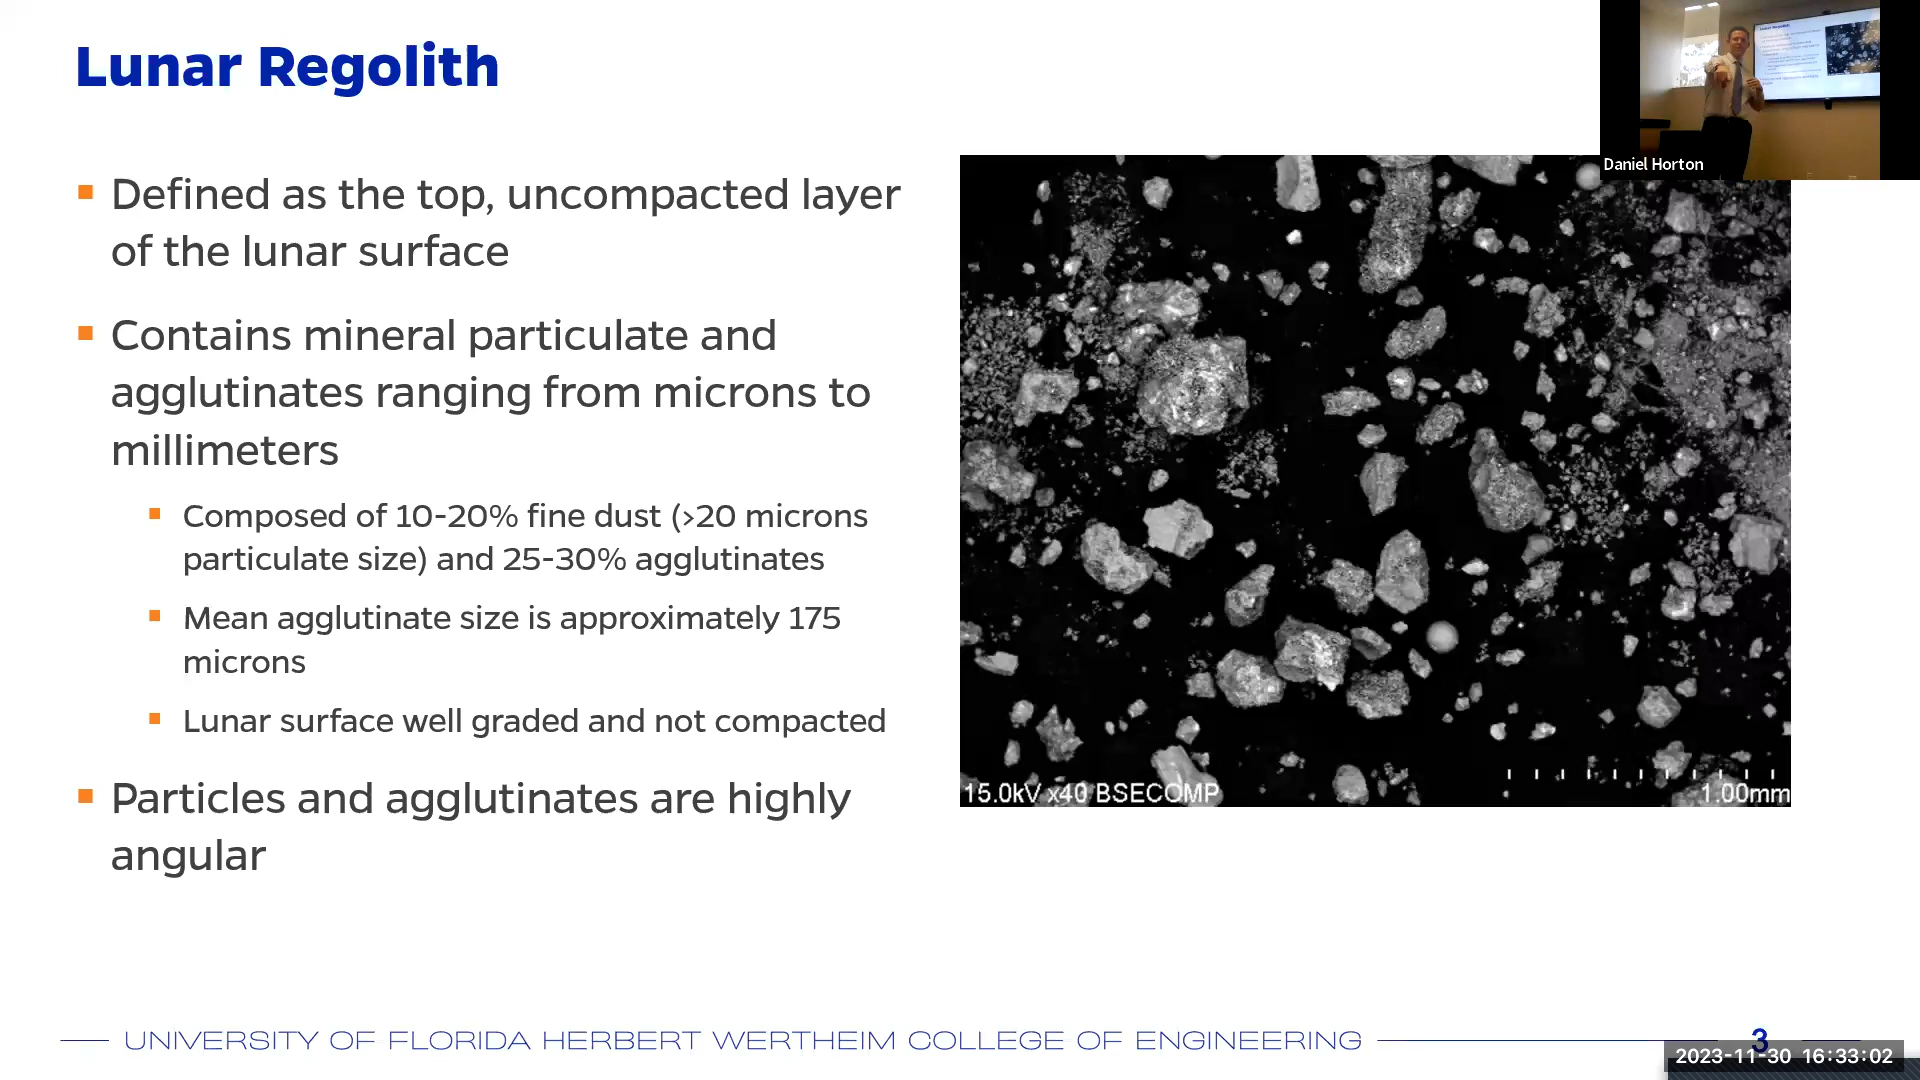 Lunar Regolith
Daniel Horton
Defined as the top, uncompacted layer
of the lunar surface
Contains mineral particulate and
agglutinates ranging from microns to
millimeters
Composed of 10-20% fine dust (>20 microns
particulate size) and 25-30% agglutinates
Mean agglutinate size is approximately 175
microns
Lunar surface well graded and not compacted
Particles and agglutinates are highly
angular
15.0kV x40 BSECOMP
1.00mm
UNIVERSITY OF FLORIDA HERBERT WERTHEIM COLLEGE OF ENGINEERING
3
2023-11-30 16:33:02